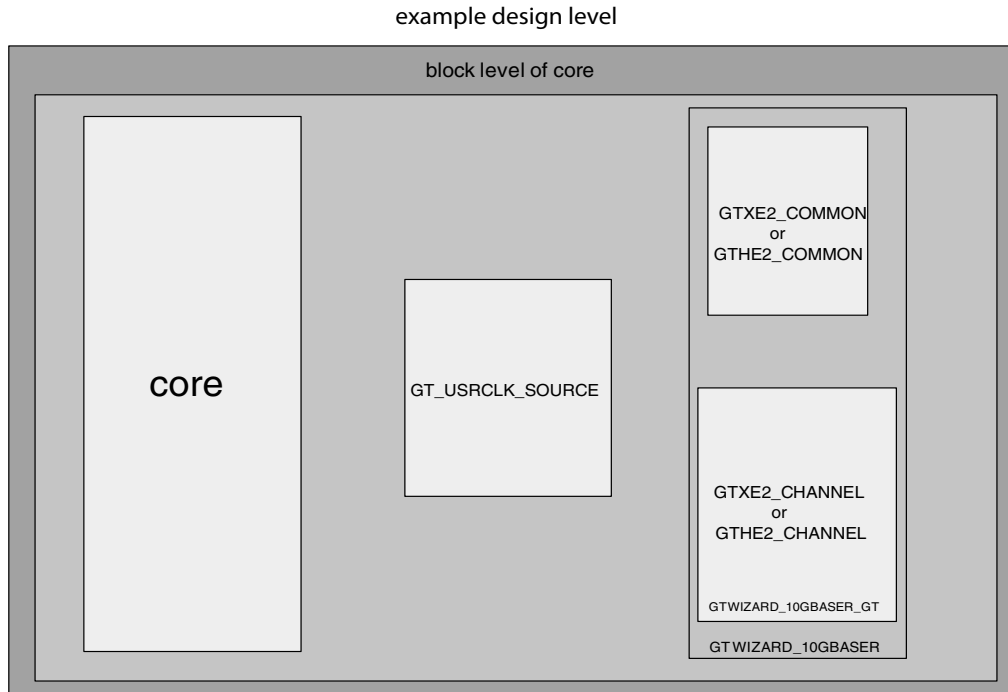 example design level
block level of core
core
GT_USRCLK_SOURCE
GTXE2_COMMON
or
GTHE2_COMMON
GTXE2_CHANNEL
or
GTHE2_CHANNEL
GTWIZARD_10GBASER_GT
GTWIZARD_10GBASER